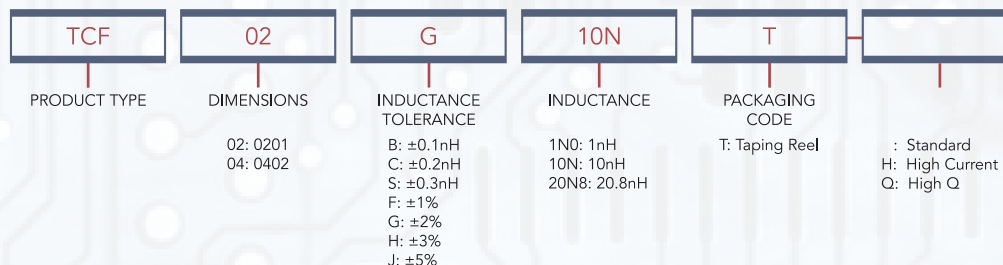 TCF 02 G 10N T
PRODUCT TYPE
DIMENSIONS
02: 0201
04: 0402
INDUCTANCE
TOLERANCE
B: ±0.1nH
C: ±0.2nH
S: ±0.3nH
F: ±1%
G: ±2%
H: ±3%
J: ±5%
INDUCTANCE
1N0: 1nH
10N: 10nH
20N8: 20.8nH
PACKAGING
CODE
T: Taping Reel
: Standard
H: High Current
Q: High Q